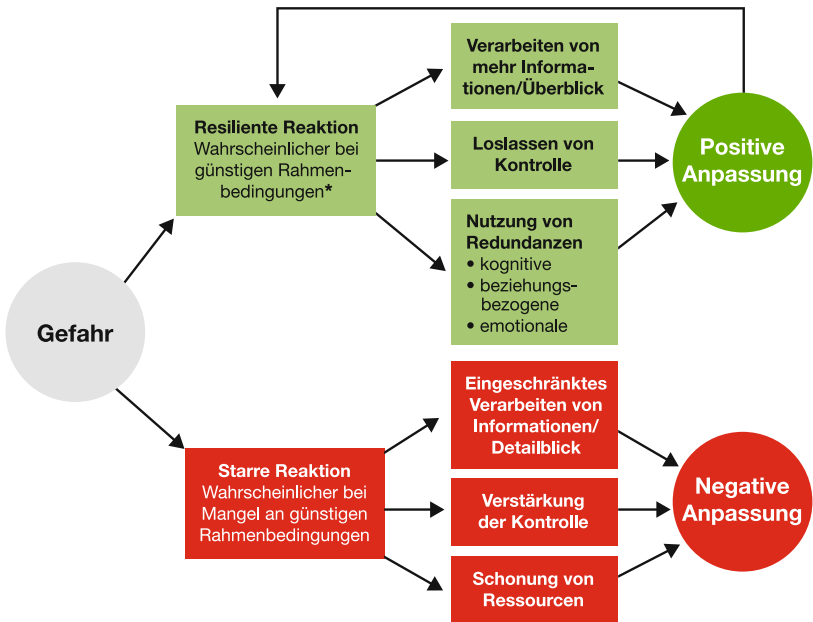 Gefahr
Resiliente Reaktion
Wahrscheinlicher bei
günstigen Rahmen-
bedingungen*
Verarbeiten von
mehr Informa-
tionen/Überblick
Loslassen von
Kontrolle
Nutzung von
Redundanzen
• kognitive
• beziehungs-
bezogene
• emotionale
Positive
Anpassung
Starre Reaktion
Wahrscheinlicher bei
Mangel an günstigen
Rahmenbedingungen
Eingeschränktes
Verarbeiten von
Informationen/
Detailblick
Verstärkung
der Kontrolle
Schonung von
Ressourcen
Negative
Anpassung